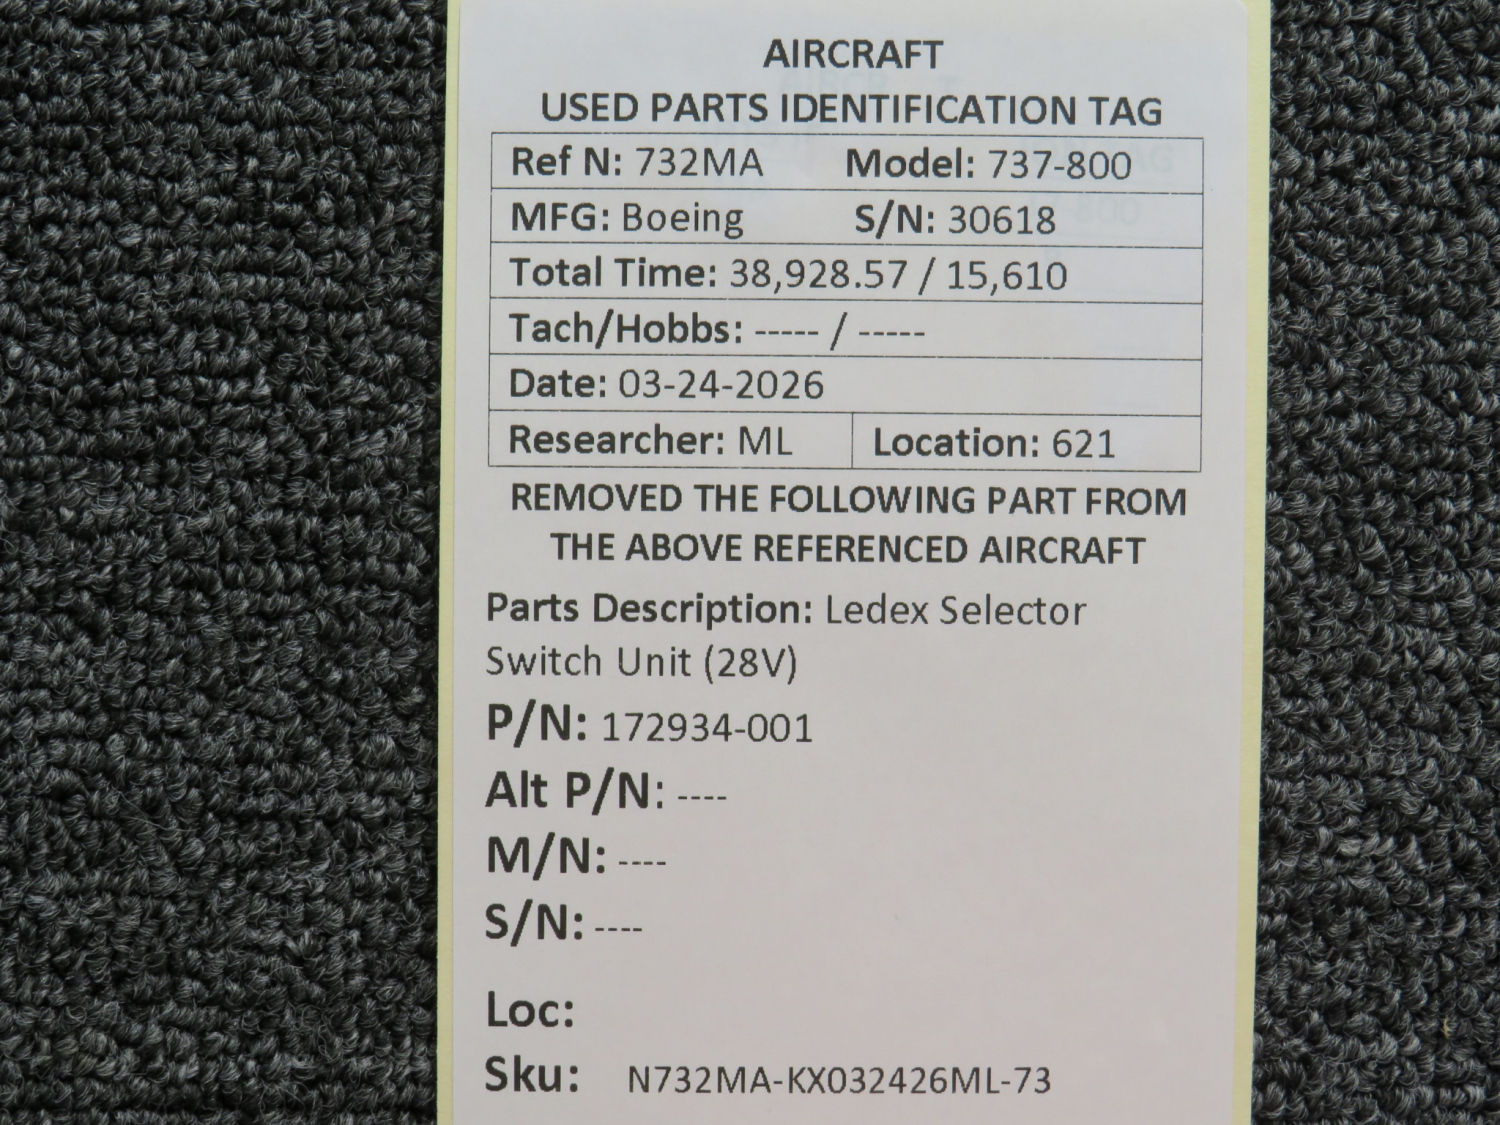 AIRCRAFT
USED PARTS IDENTIFICATION TAG
Ref N: 732MA Model: 737-800
MFG: Boeing S/N: 30618
Total Time: 38,928.57 / 15,610
Tach/Hobbs: ----- / -----
Date: 03-24-2026
Researcher: ML Location: 621
REMOVED THE FOLLOWING PART FROM
THE ABOVE REFERENCED AIRCRAFT
Parts Description: Ledex Selector
Switch Unit (28V)
P/N: 172934-001
Alt P/N: ----
M/N: ----
S/N: ----
Loc:
Sku: N732MA-KX032426ML-73